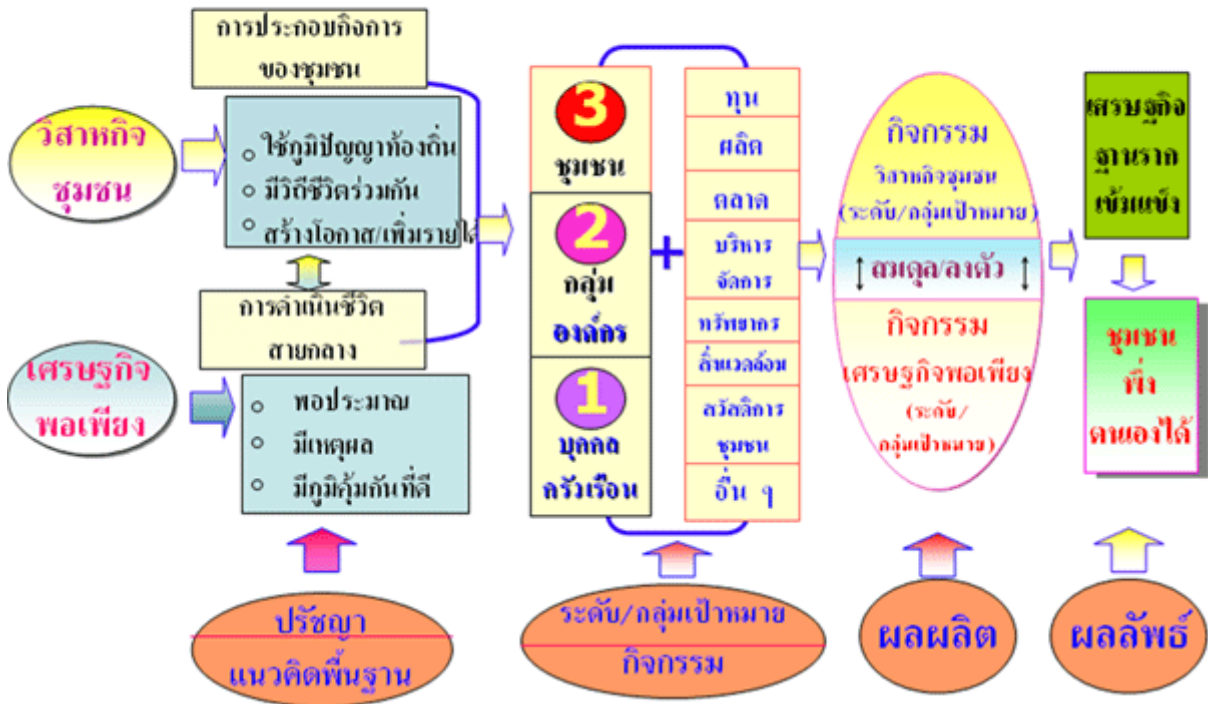 การประกอบกิจการ
ของชุมชน
วิสาหกิจ
ชุมชน
ใช้ภูมิปัญญาท้องถิ่น
มีวิถีชีวิตร่วมกัน
สร้างโอกาส/เพิ่มรายได้
การดำเนินชีวิต
สายกลาง
เศรษฐกิจ
พอเพียง
พอประมาณ
มีเหตุผล
มีภูมิคุ้มกันที่ดี
3
ชุมชน
2
กลุ่ม
องค์กร
1
บุคคล
ครัวเรือน
+
ทุน
ผลิต
ตลาด
บริหาร
จัดการ
ทรัพยากร
สิ่งแวดล้อม
สวัสดิการ
ชุมชน
อื่น ๆ
กิจกรรม
วิสาหกิจชุมชน
(ระดับ/กลุ่มเป้าหมาย)
สมดุล/ลงตัว
กิจกรรม
เศรษฐกิจพอเพียง
(ระดับ/
กลุ่มเป้าหมาย)
เศรษฐกิจ
ฐานราก
เข้มแข็ง
ชุมชน
พึ่ง
ตนเองได้
ปรัชญา
แนวคิดพื้นฐาน
ระดับ/กลุ่มเป้าหมาย
กิจกรรม
ผลผลิต
ผลลัพธ์